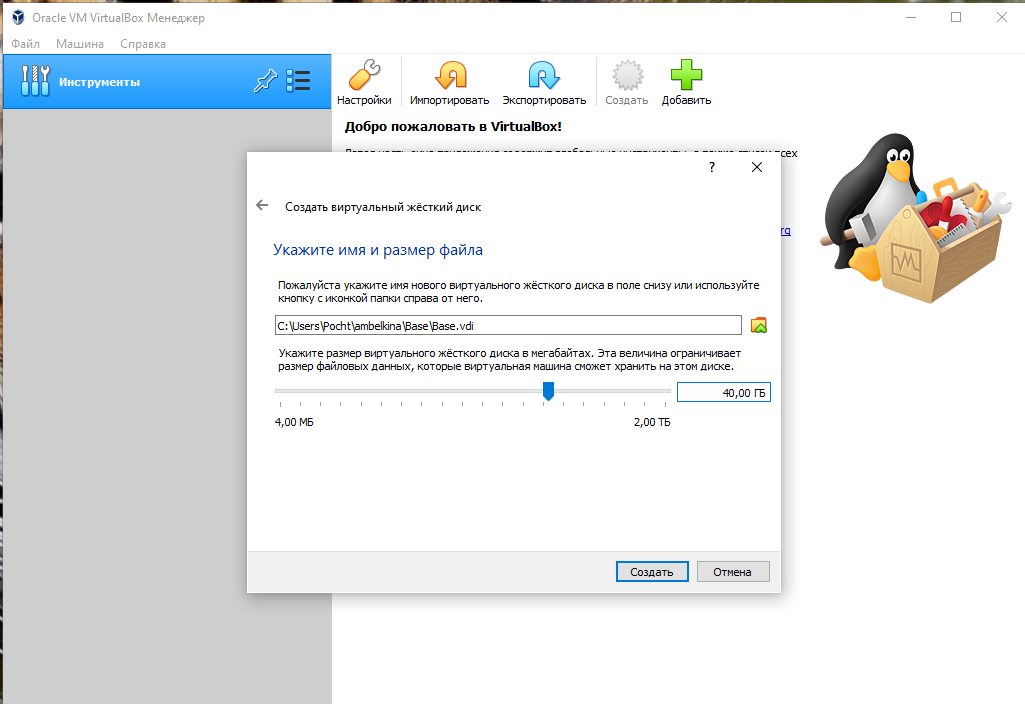 Oracle VM VirtualBox Менеджер
Файл Машина Справка
Инструменты
Настройки Импортировать Экспортировать Создать Добавить
Добро пожаловать в VirtualBox!
всех
rg
?
Создать виртуальный жёсткий диск
Укажите имя и размер файла
Пожалуйста укажите имя нового виртуального жёсткого диска в поле снизу или используйте
кнопку с иконкой папки справа от него.
C:\Users\Pocht\ambelkina\Base\Base.vdi
Укажите размер виртуального жёсткого диска в мегабайтах. Эта величина ограничивает
размер файловых данных, которые виртуальная машина сможет хранить на этом диске.
40,00 ГБ
4,00 МБ 2,00 ТБ
Создать Отмена